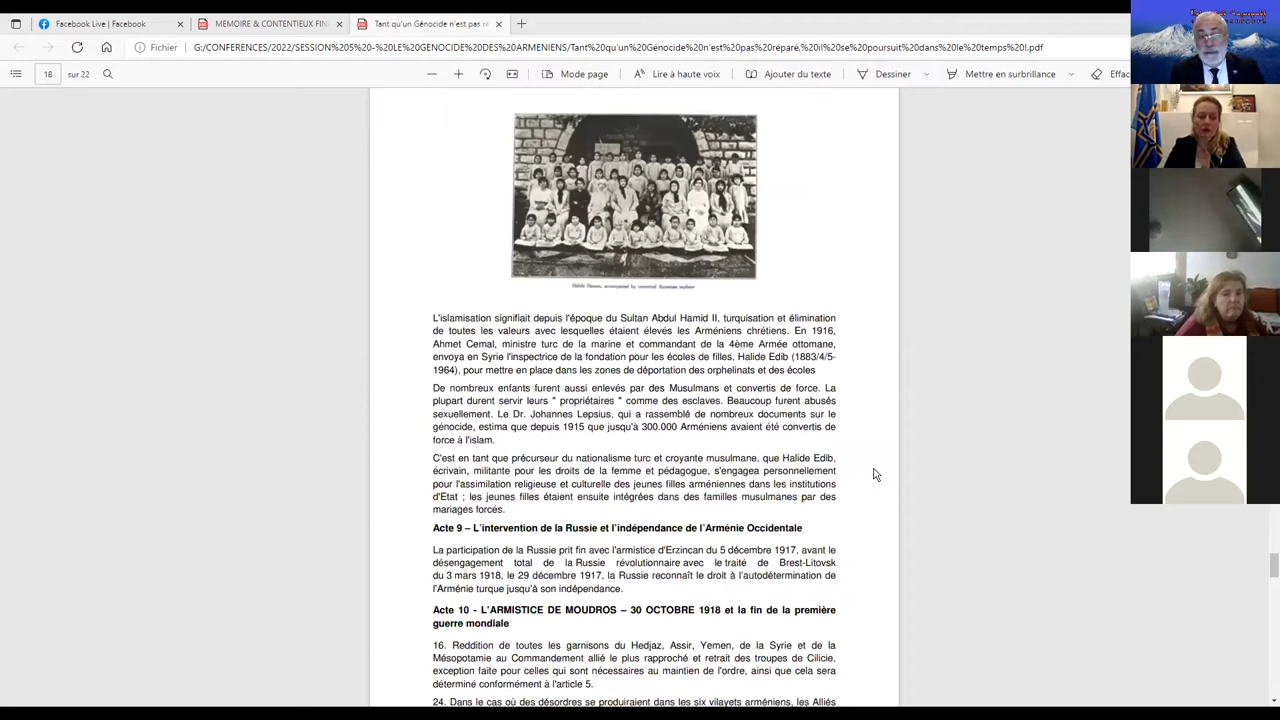 Facebook Live | Facebook
MEMOIRE & CONTENTIEUX FIN
Tant qu'un Génocide n'est pas ré
Fichier
G:/CONFERENCES/2022/SESSION%205%20-%20LE%20GENOCIDE%20DES%20ARMENIENS/Tant%20qu'un%20Génocide%20n'est%20pas%20réparé,%20il%20se%20poursuit%20dans%20le%20temps%20I.pdf
18 sur 22
Mode page
Lire à haute voix
Ajouter du texte
Dessiner
Mettre en surbrillance
Effac
L'islamisation signifiait depuis l'époque du Sultan Abdul Hamid II, turquisation et élimination
de toutes les valeurs avec lesquelles étaient élevés les Arméniens chrétiens. En 1916,
Ahmet Cemal, ministre turc de la marine et commandant de la 4ème Armée ottomane,
envoya en Syrie l'inspectrice de la fondation pour les écoles de filles, Halide Edib (1883/4/5-
1964), pour mettre en place dans les zones de déportation des orphelinats et des écoles
De nombreux enfants furent aussi enlevés par des Musulmans et convertis de force. La
plupart durent servir leurs " propriétaires " comme des esclaves. Beaucoup furent abusés
sexuellement. Le Dr. Johannes Lepsius, qui a rassemblé de nombreux documents sur le
génocide, estima que depuis 1915 que jusqu'à 300.000 Arméniens avaient été convertis de
force à l'islam.
C'est en tant que précurseur du nationalisme turc et croyante musulmane, que Halide Edib,
écrivain, militante pour les droits de la femme et pédagogue, s'engagea personnellement
pour l'assimilation religieuse et culturelle des jeunes filles arméniennes dans les institutions
d'Etat ; les jeunes filles étaient ensuite intégrées dans des familles musulmanes par des
mariages forcés.
Acte 9 – L'intervention de la Russie et l'indépendance de l'Arménie Occidentale
La participation de la Russie prit fin avec l'armistice d'Erzincan du 5 décembre 1917, avant le
désengagement total de la Russie révolutionnaire avec le traité de Brest-Litovsk
du 3 mars 1918, le 29 décembre 1917, la Russie reconnaît le droit à l'autodétermination de
l'Arménie turque jusqu'à son indépendance.
Acte 10 - L'ARMISTICE DE MOUDROS – 30 OCTOBRE 1918 et la fin de la première
guerre mondiale
16. Reddition de toutes les garnisons du Hedjaz, Assir, Yemen, de la Syrie et de la
Mésopotamie au Commandement allié le plus rapproché et retrait des troupes de Cilicie,
exception faite pour celles qui sont nécessaires au maintien de l'ordre, ainsi que cela sera
déterminé conformément à l'article 5.
24. Dans le cas où des désordres se produiraient dans les six vilayets arméniens, les Alliés